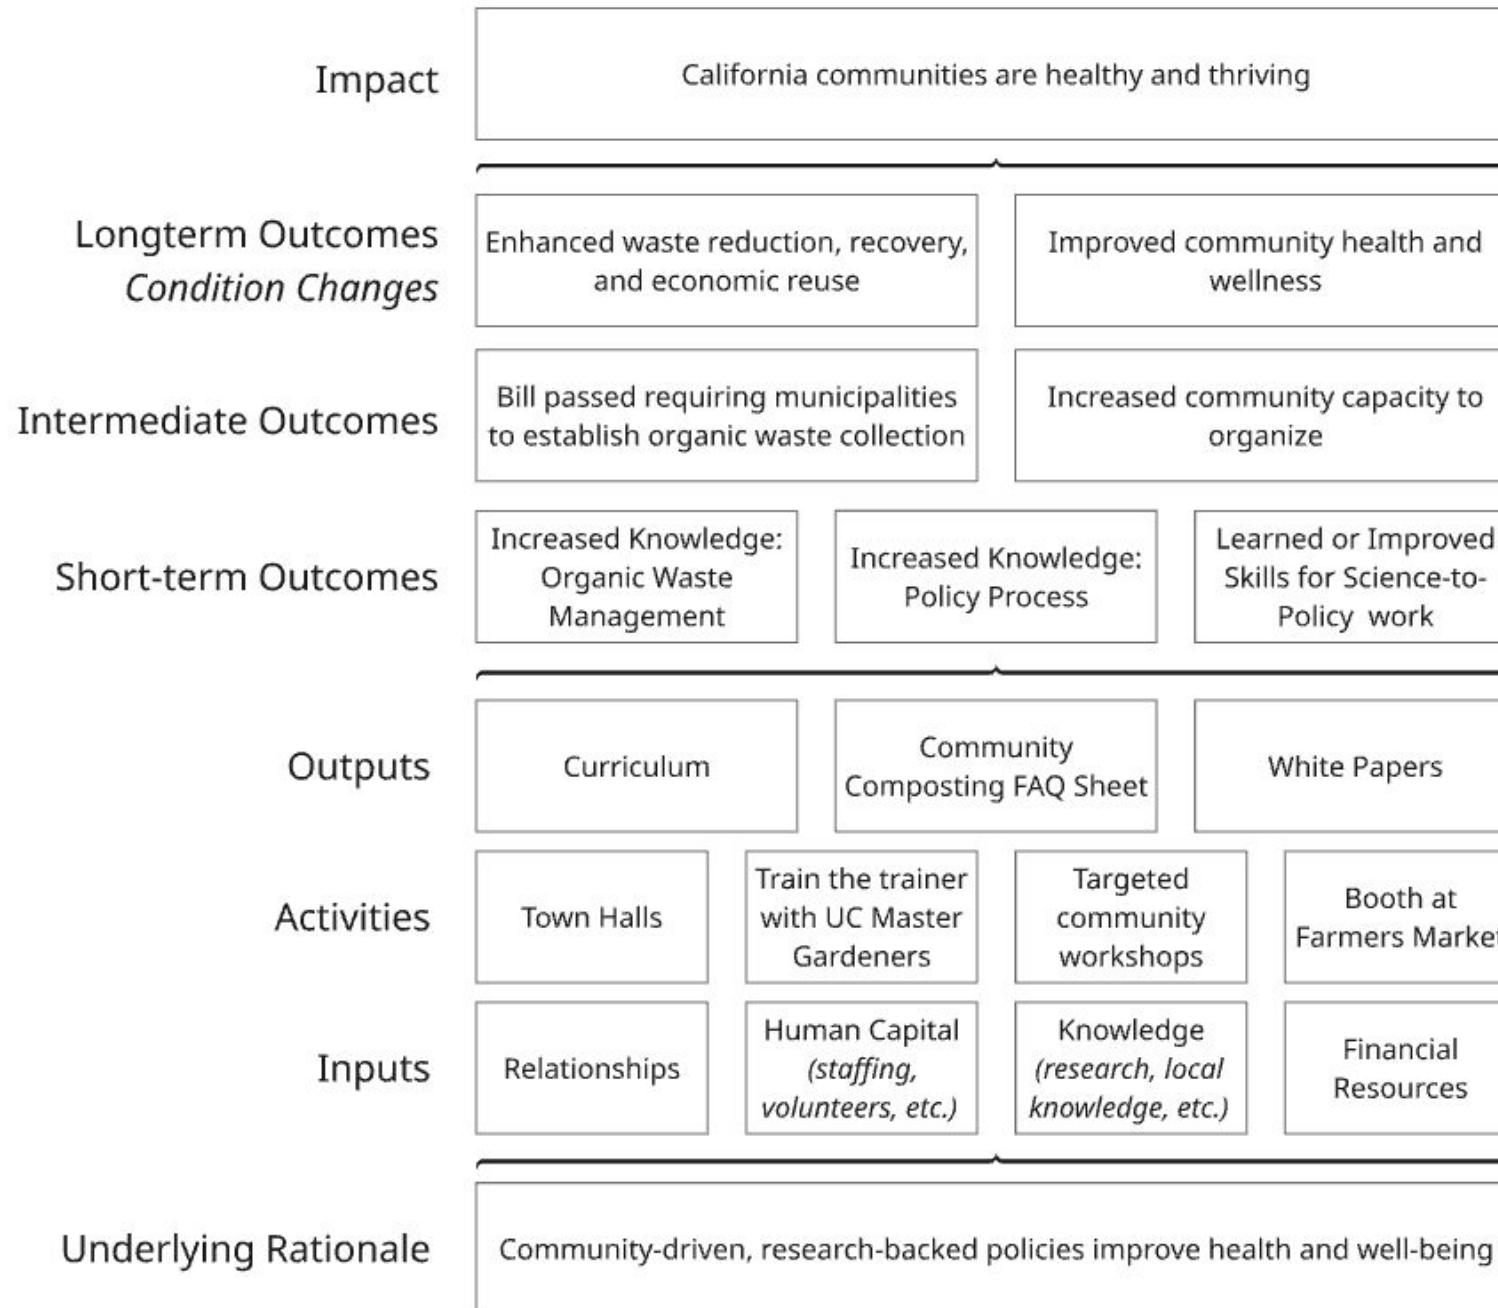 Impact
California communities are healthy and thriving
Longterm Outcomes
Condition Changes
Enhanced waste reduction, recovery,
and economic reuse
Improved community health and
wellness
Intermediate Outcomes
Bill passed requiring municipalities
to establish organic waste collection
Increased community capacity to
organize
Short-term Outcomes
Increased Knowledge:
Organic Waste
Management
Increased Knowledge:
Policy Process
Learned or Improved
Skills for Science-to-
Policy work
Outputs
Curriculum
Community
Composting FAQ Sheet
White Papers
Activities
Town Halls
Train the trainer
with UC Master
Gardeners
Targeted
community
workshops
Booth at
Farmers Market
Inputs
Relationships
Human Capital
(staffing,
volunteers, etc.)
Knowledge
(research, local
knowledge, etc.)
Financial
Resources
Underlying Rationale
Community-driven, research-backed policies improve health and well-being